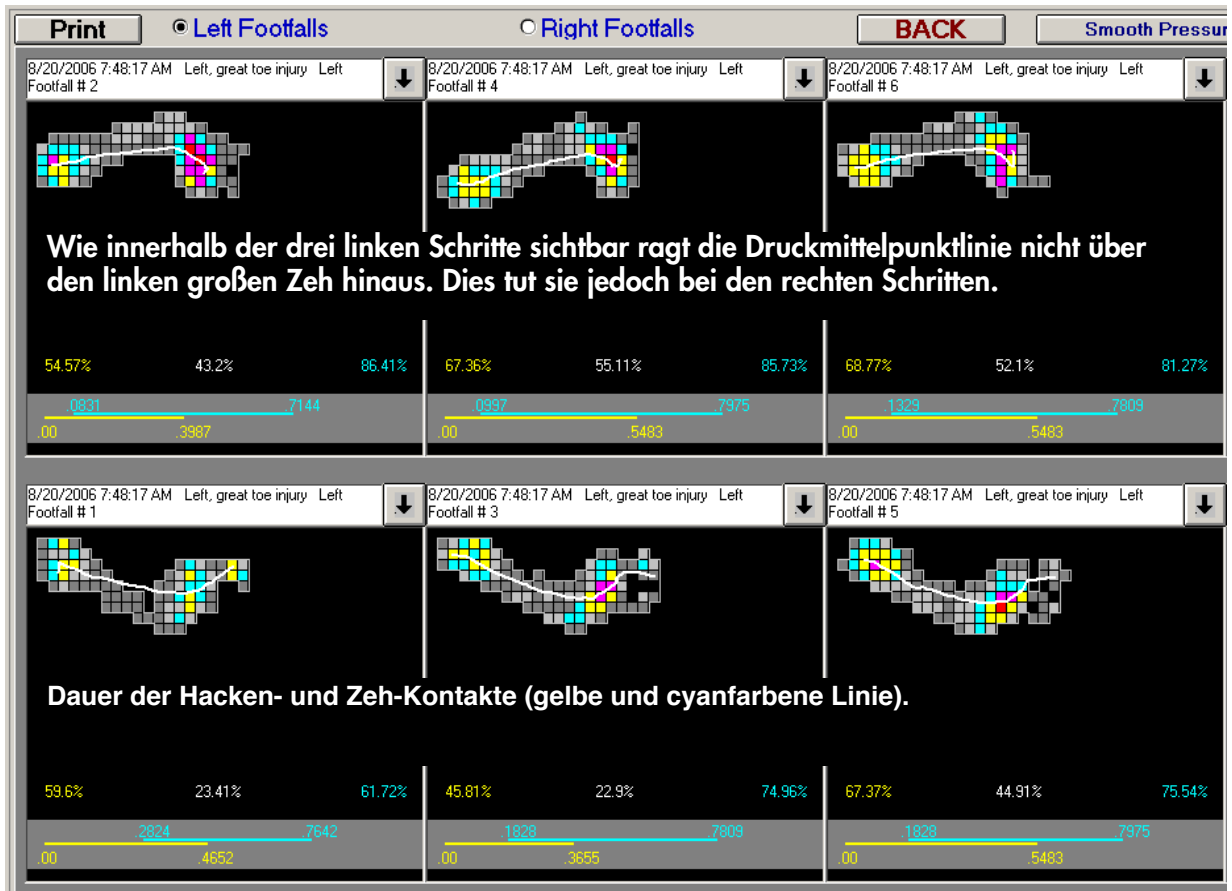 Print Left Footfalls Right Footfalls BACK Smooth Pressur
8/20/2006 7:48:17 AM Left, great toe injury Left
Footfall # 2
8/20/2006 7:48:17 AM Left, great toe injury Left
Footfall # 4
8/20/2006 7:48:17 AM Left, great toe injury Left
Footfall # 6
Wie innerhalb der drei linken Schritte sichtbar ragt die Druckmittelpunktlinie nicht über
den linken großen Zeh hinaus. Dies tut sie jedoch bei den rechten Schritten.
54.57% 43.2% 86.41% 67.36% 55.11% 85.73% 68.77% 52.1% 81.27%
.0831 .7144 .0997 .7975 .1329 .7809
.00 .3987 .00 .5483 .00 .5483
8/20/2006 7:48:17 AM Left, great toe injury Left
Footfall # 1
8/20/2006 7:48:17 AM Left, great toe injury Left
Footfall # 3
8/20/2006 7:48:17 AM Left, great toe injury Left
Footfall # 5
Dauer der Hacken- und Zeh-Kontakte (gelbe und cyanfarbene Linie).
59.6% 23.41% 61.72% 45.81% 22.9% 74.96% 67.37% 44.91% 75.54%
.2824 .7642 .1828 .7809 .1828 .7975
.00 .4652 .00 .3655 .00 .5483